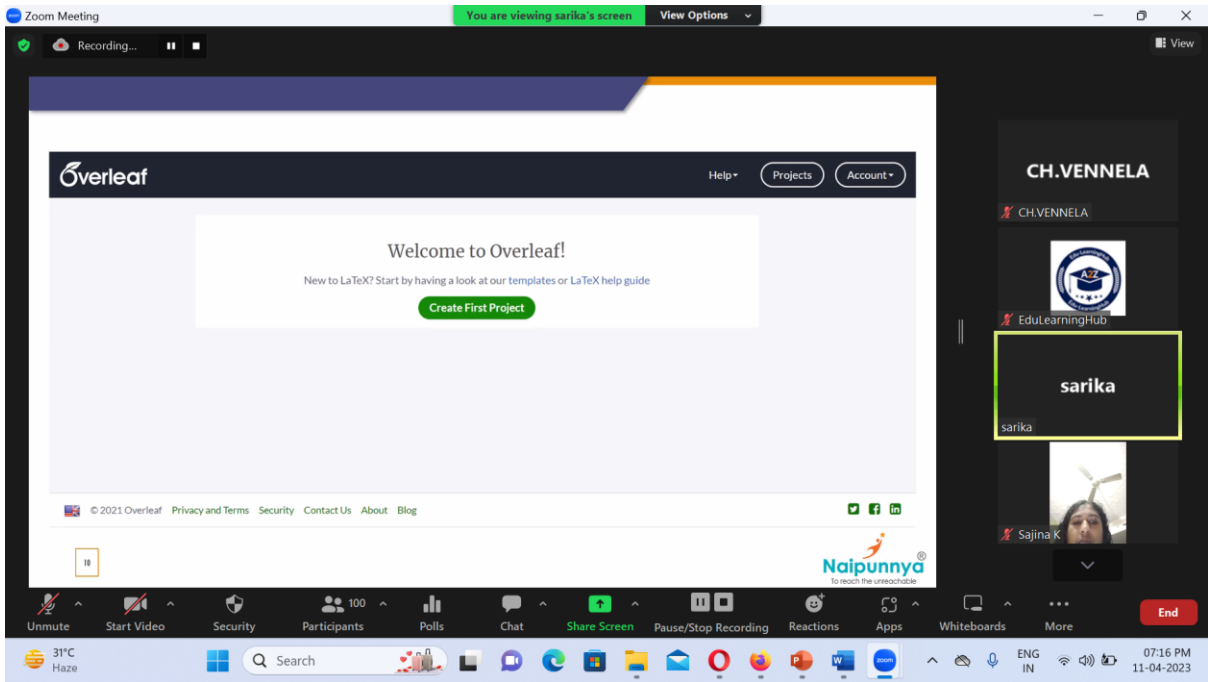 Zoom Meeting
You are viewing sarika's screen View Options
Recording...
View
Overleaf
Help Projects Account
Welcome to Overleaf!
New to LaTeX? Start by having a look at our templates or LaTeX help guide
Create First Project
© 2021 Overleaf Privacy and Terms Security Contact Us About Blog
10
Naipunnya®
To reach the unreachable
CH.VENNELA
CH.VENNELA
A2Z
EduLearningHub
sarika
sarika
Sajina K
100
Unmute Start Video Security Participants Polls Chat Share Screen Pause/Stop Recording Reactions Apps Whiteboards More End
31°C
Haze
Search
zoom
ENG
IN
07:16 PM
11-04-2023